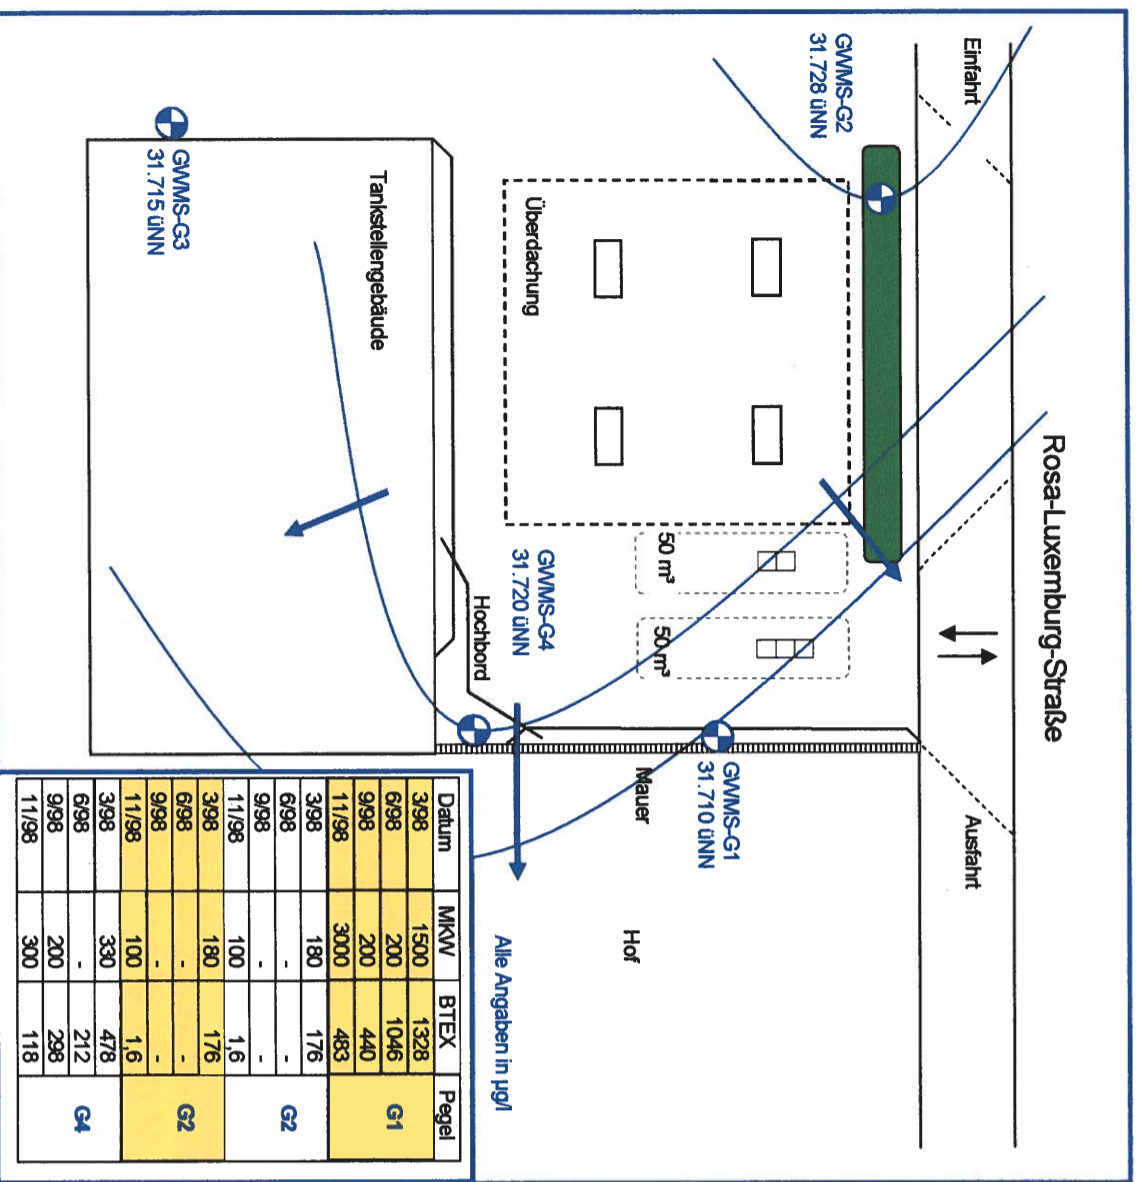 Rosa-Luxemburg-Straße
Einfahrt
Ausfahrt
GWMS-G2
31.728 üNN
Überdachung
50 m³
50 m³
GWMS-G1
31.710 üNN
Mauer
Hof
GWMS-G4
31.720 üNN
Hochbord
Tankstellengebäude
GWMS-G3
31.715 üNN
Alle Angaben in µg/l
Datum MKW BTEX Pegel
3/98 1500 1328 G1
6/98 200 1046
9/98 200 440
11/98 3000 483
3/98 180 176 G2
6/98 - -
9/98 - -
11/98 100 1,6
3/98 180 176 G2
6/98 - -
9/98 - -
11/98 100 1,6
3/98 330 478 G4
6/98 - 212
9/98 200 298
11/98 300 118